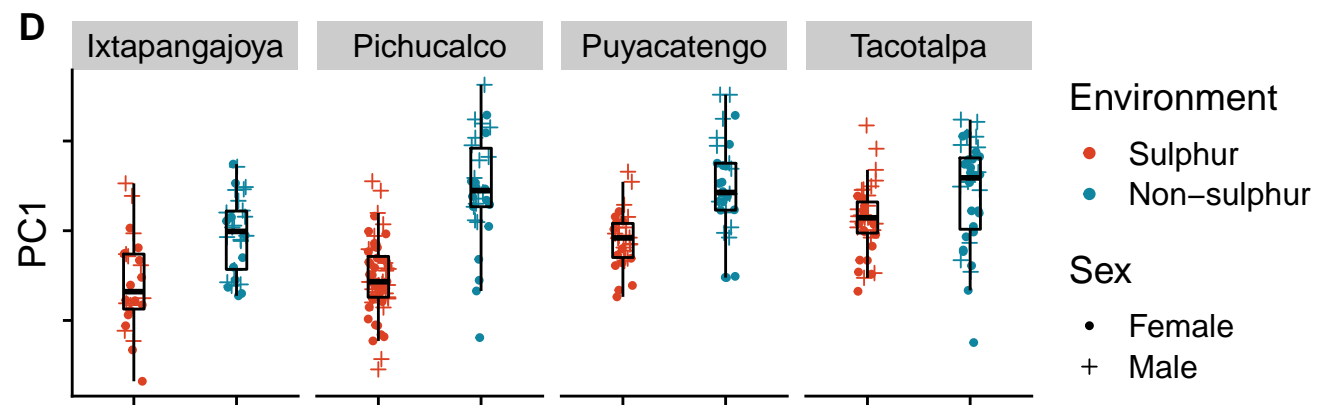 D
Ixtapangajoya
Pichucalco
Puyacatengo
Tacotalpa
PC1
Environment
Sulphur
Non−sulphur
Sex
Female
Male